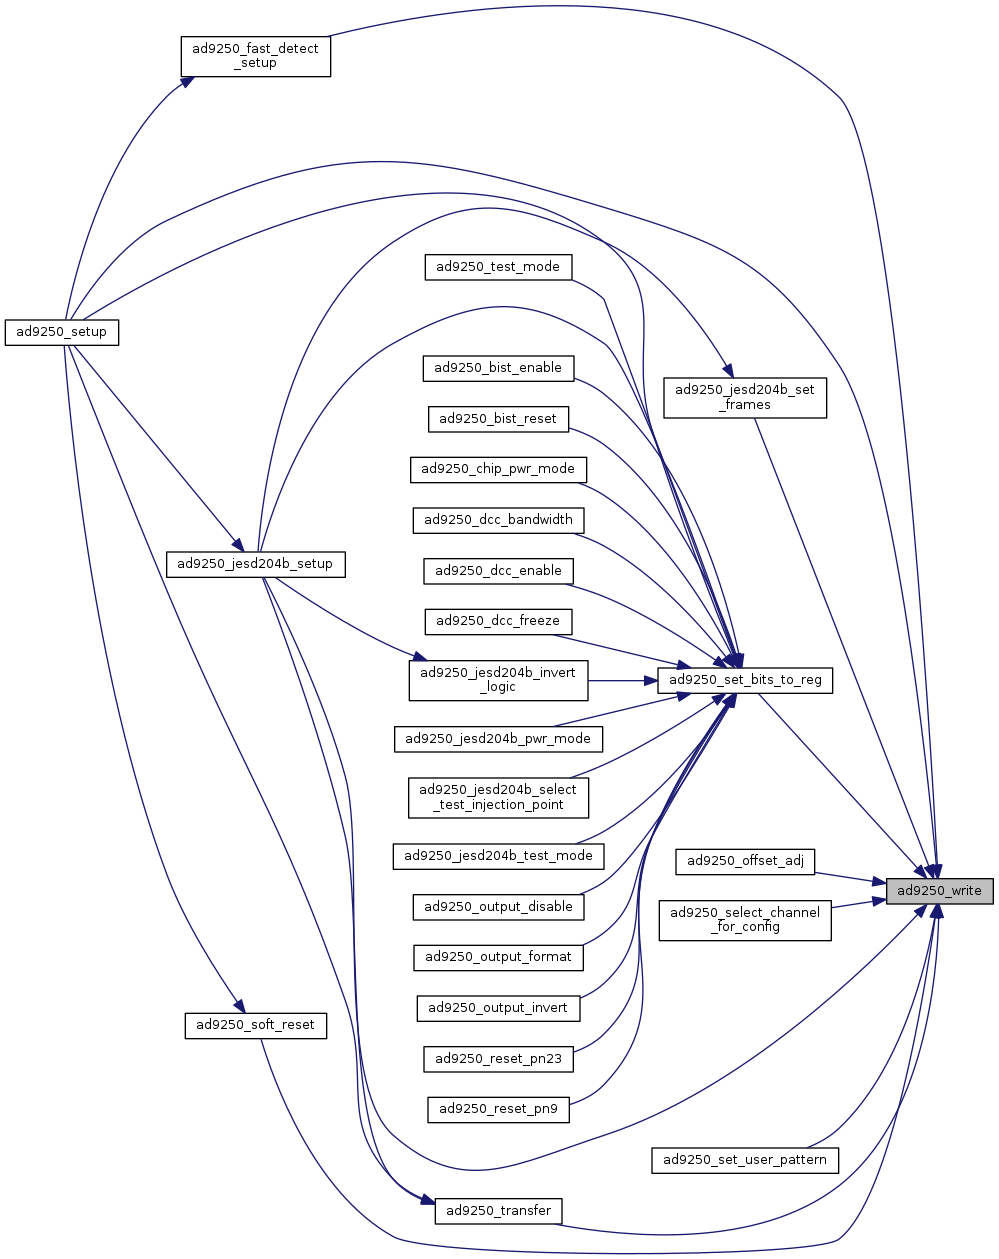 ad9250_fast_detect
_setup
ad9250_test_mode
ad9250_setup
ad9250_bist_enable
ad9250_jesd204b_set
_frames
ad9250_bist_reset
ad9250_chip_pwr_mode
ad9250_dcc_bandwidth
ad9250_jesd204b_setup
ad9250_dcc_enable
ad9250_dcc_freeze
ad9250_jesd204b_invert
_logic
ad9250_set_bits_to_reg
ad9250_jesd204b_pwr_mode
ad9250_jesd204b_select
_test_injection_point
ad9250_jesd204b_test_mode
ad9250_offset_adj
ad9250_write
ad9250_output_disable
ad9250_select_channel
_for_config
ad9250_output_format
ad9250_output_invert
ad9250_soft_reset
ad9250_reset_pn23
ad9250_reset_pn9
ad9250_set_user_pattern
ad9250_transfer